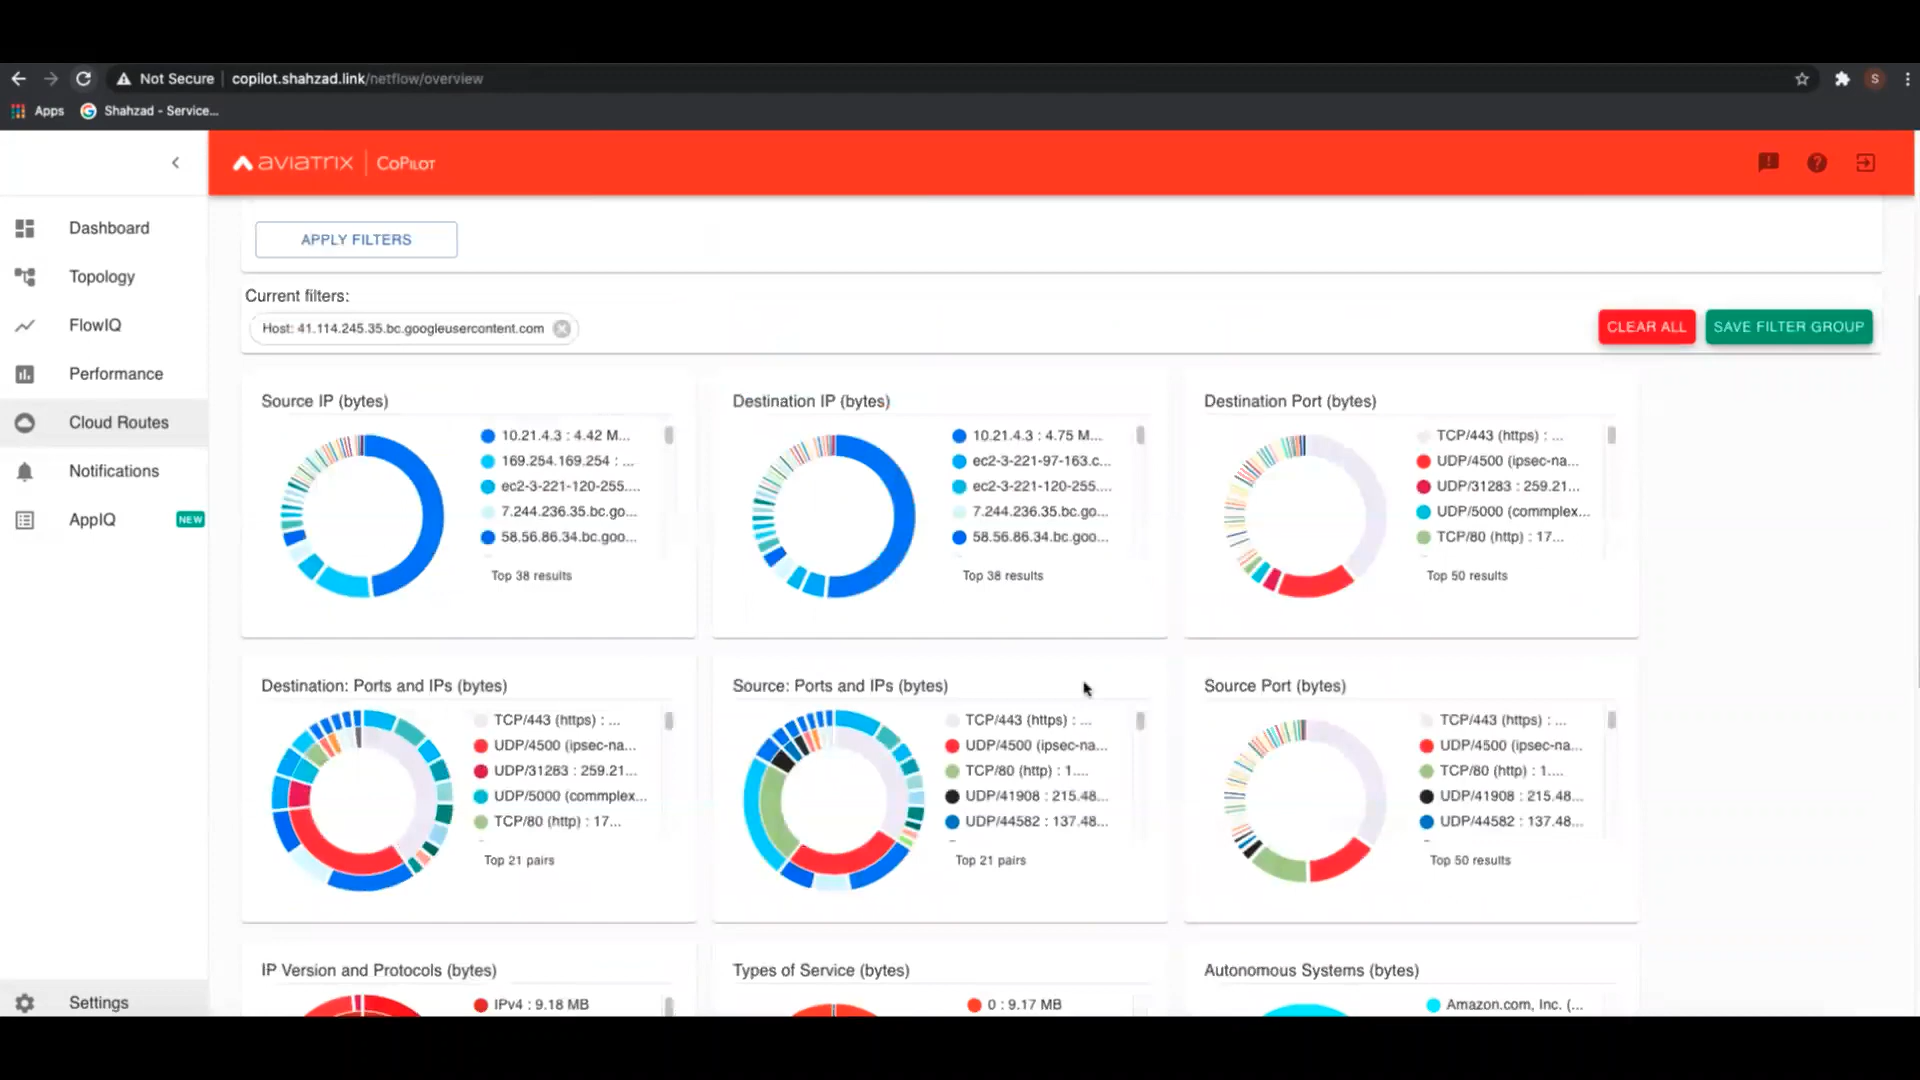 Not Secure
copilot.shahzad.link/netflow/overview
S
Apps
Shahzad - Service...
aviatrix
CoPilot
Dashboard
Topology
FlowIQ
Performance
Cloud Routes
Notifications
AppIQ
NEW
Settings
APPLY FILTERS
Current filters:
Host: 41.114.245.35.bc.googleusercontent.com
CLEAR ALL
SAVE FILTER GROUP
Source IP (bytes)
10.21.4.3 : 4.42 M...
169.254.169.254 : ...
ec2-3-221-120-255....
7.244.236.35.bc.go...
58.56.86.34.bc.goo...
Top 38 results
Destination IP (bytes)
10.21.4.3 : 4.75 M...
ec2-3-221-97-163.c...
ec2-3-221-120-255....
7.244.236.35.bc.go...
58.56.86.34.bc.goo...
Top 38 results
Destination Port (bytes)
TCP/443 (https) : ...
UDP/4500 (ipsec-na...
UDP/31283 : 259.21...
UDP/5000 (commplex...
TCP/80 (http) : 17...
Top 50 results
Destination: Ports and IPs (bytes)
TCP/443 (https) : ...
UDP/4500 (ipsec-na...
UDP/31283 : 259.21...
UDP/5000 (commplex...
TCP/80 (http) : 17...
Top 21 pairs
Source: Ports and IPs (bytes)
TCP/443 (https) : ...
UDP/4500 (ipsec-na...
TCP/80 (http) : 1....
UDP/41908 : 215.48...
UDP/44582 : 137.48...
Top 21 pairs
Source Port (bytes)
TCP/443 (https) : ...
UDP/4500 (ipsec-na...
TCP/80 (http) : 1....
UDP/41908 : 215.48...
UDP/44582 : 137.48...
Top 50 results
IP Version and Protocols (bytes)
IPv4 : 9.18 MB
Types of Service (bytes)
0 : 9.17 MB
Autonomous Systems (bytes)
Amazon.com, Inc. (...